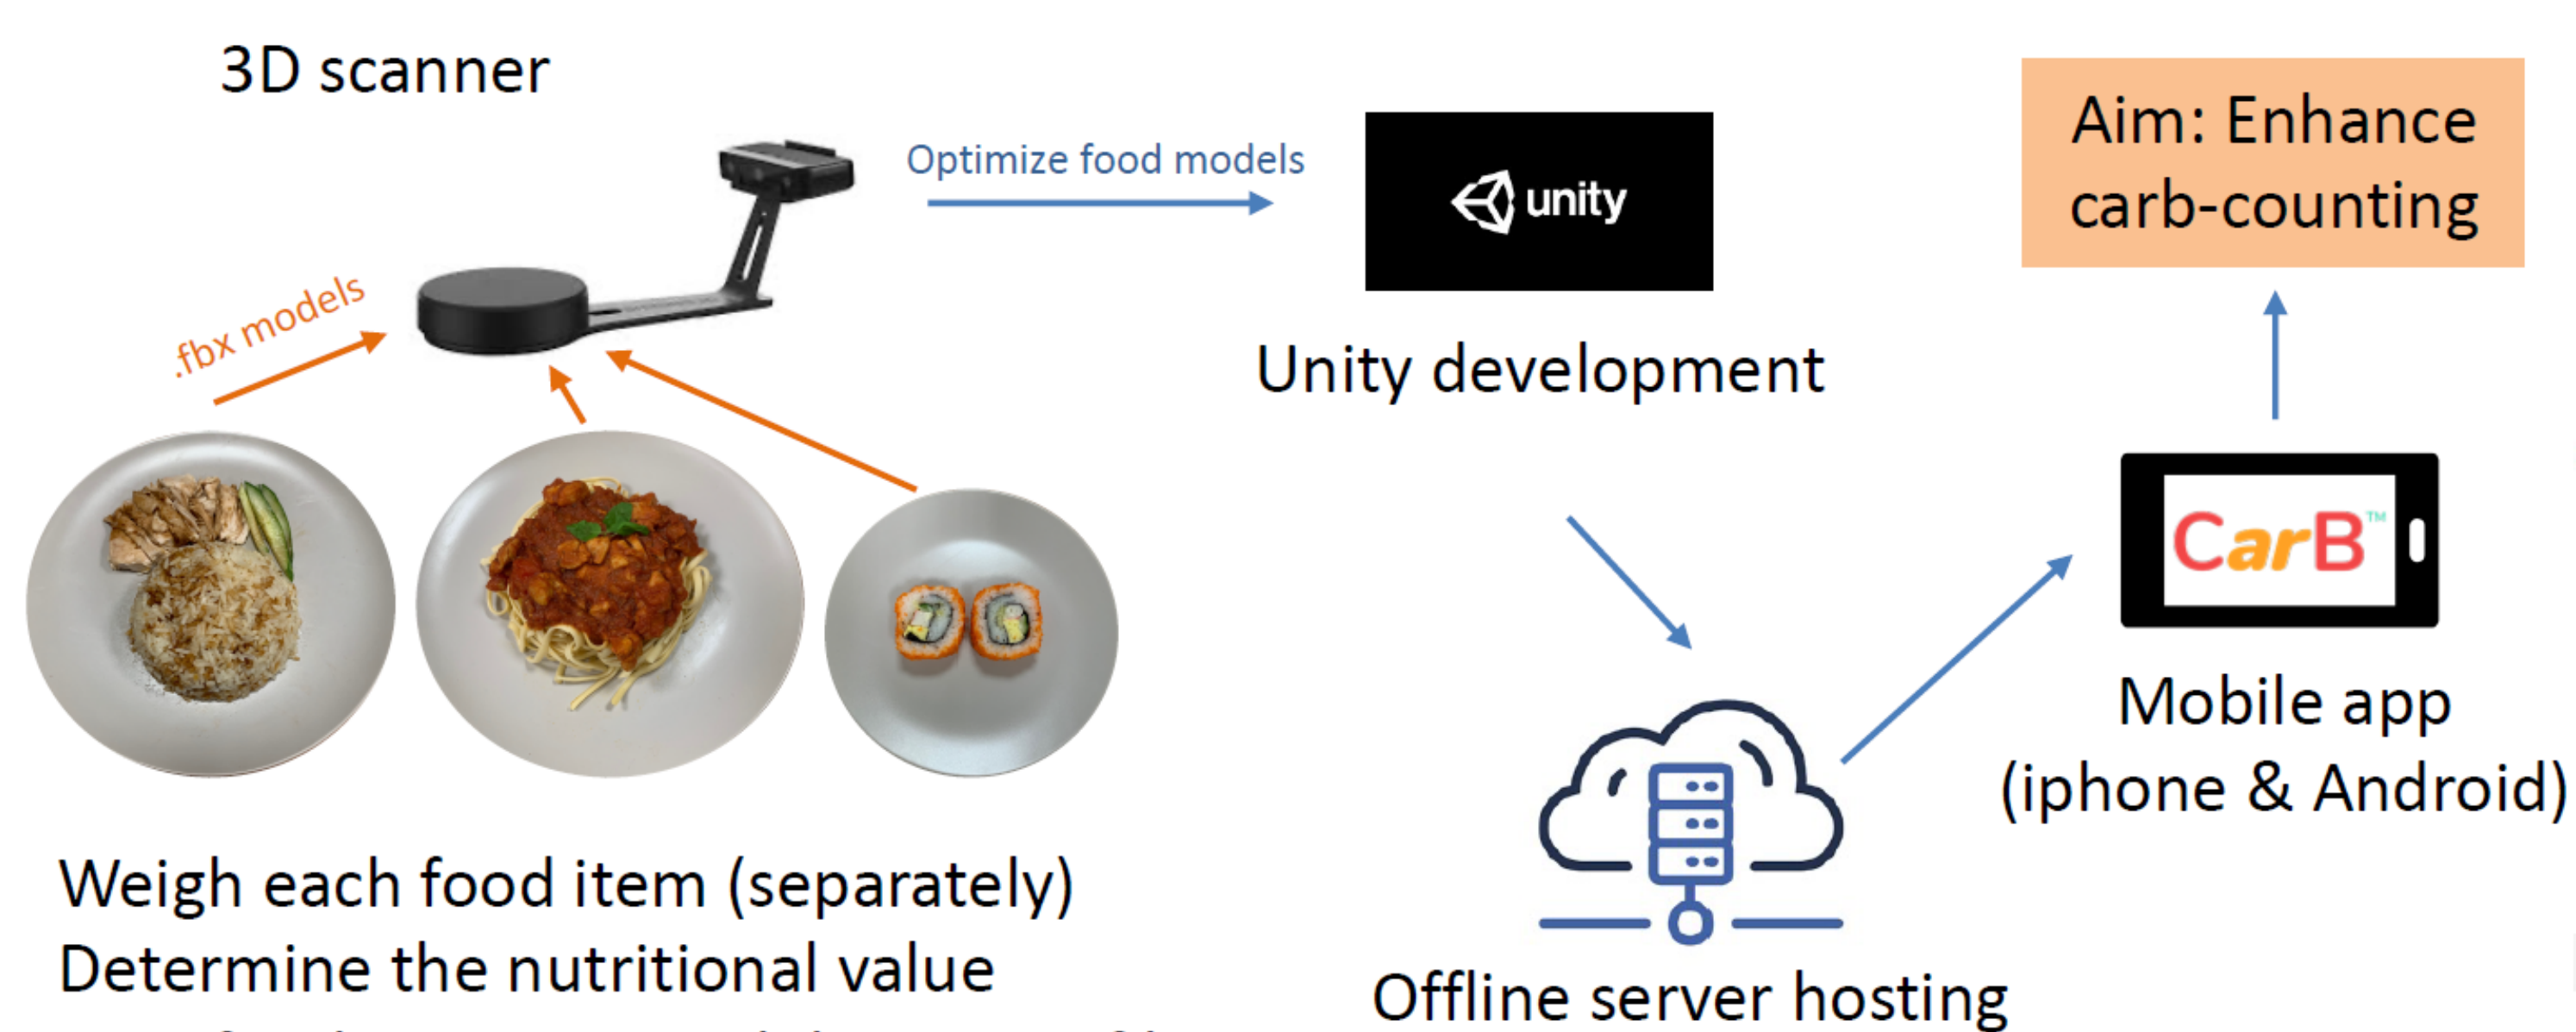 3D scanner
Optimize food models
unity
Aim: Enhance
carb-counting
.fbx models
Unity development
CarB™
Mobile app
(iphone & Android)
Weigh each food item (separately)
Determine the nutritional value
Offline server hosting